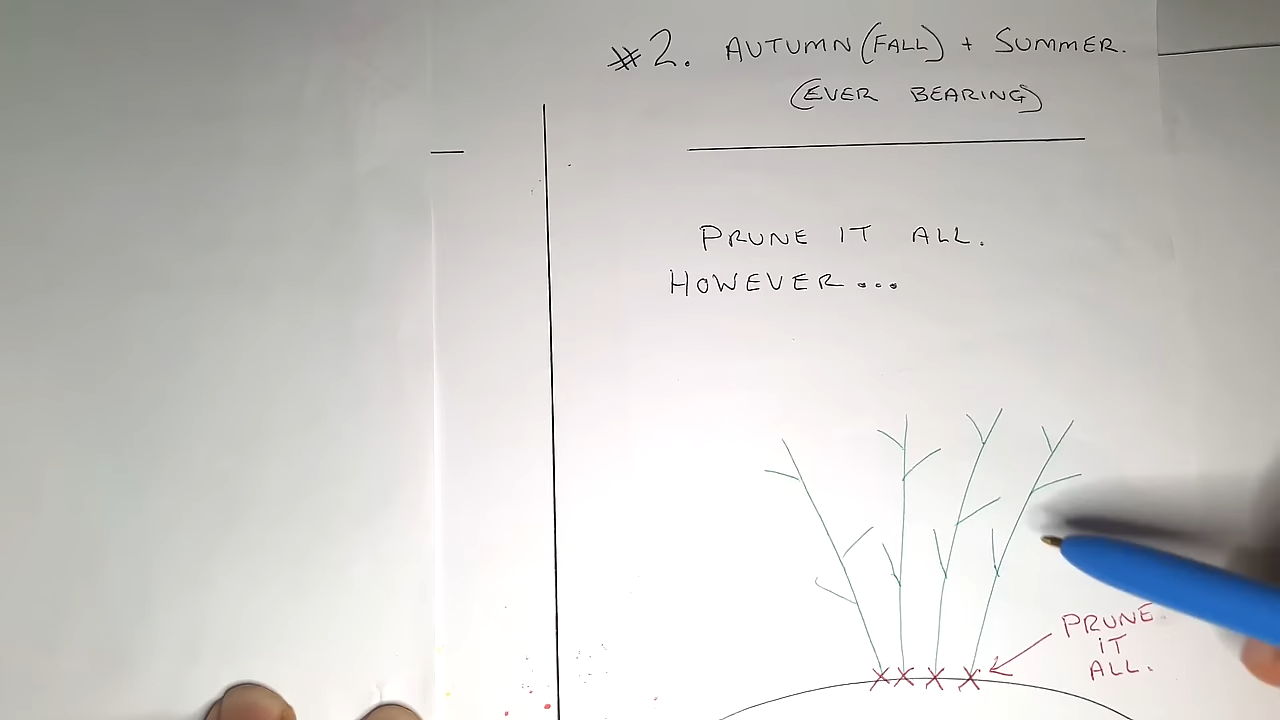 #2. AUTUMN (FALL) + SUMMER.
(EVER BEARING)
PRUNE IT ALL.
HOWEVER...
PRUNE
IT
ALL.